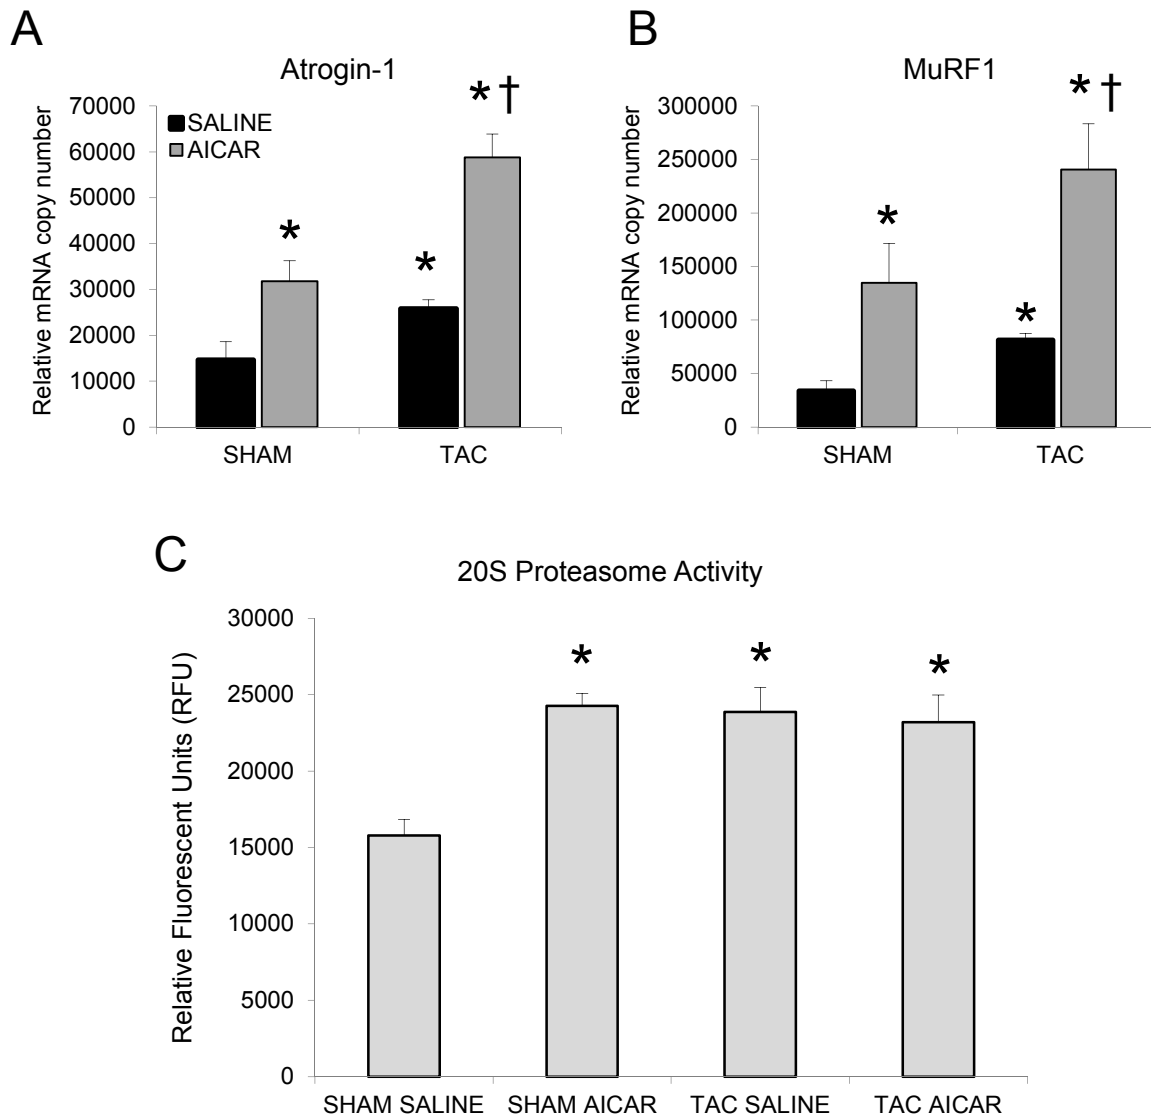 A
Atrogin-1
Relative mRNA copy number
70000
60000
50000
40000
30000
20000
10000
0
SALINE
AICAR
*
*
* †
SHAM TAC
B
MuRF1
Relative mRNA copy number
300000
250000
200000
150000
100000
50000
0
*
*
* †
SHAM TAC
C
20S Proteasome Activity
Relative Fluorescent Units (RFU)
30000
25000
20000
15000
10000
5000
0
* * *
SHAM SALINE SHAM AICAR TAC SALINE TAC AICAR